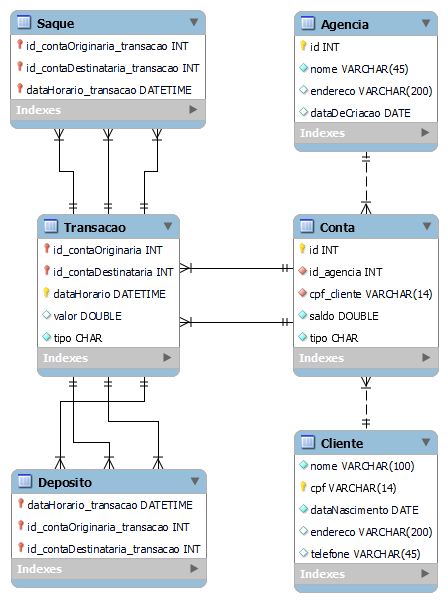 Saque
id_contaOriginaria_transacao INT
id_contaDestinataria_transacao INT
dataHorario_transacao DATETIME
Indexes
Agencia
id INT
nome VARCHAR(45)
endereco VARCHAR(200)
dataDeCriacao DATE
Indexes
Transacao
id_contaOriginaria INT
id_contaDestinataria INT
dataHorario DATETIME
valor DOUBLE
tipo CHAR
Indexes
Conta
id INT
id_agencia INT
cpf_cliente VARCHAR(14)
saldo DOUBLE
tipo CHAR
Indexes
Deposito
dataHorario_transacao DATETIME
id_contaOriginaria_transacao INT
id_contaDestinataria_transacao INT
Indexes
Cliente
nome VARCHAR(100)
cpf VARCHAR(14)
dataNascimento DATE
endereco VARCHAR(200)
telefone VARCHAR(45)
Indexes